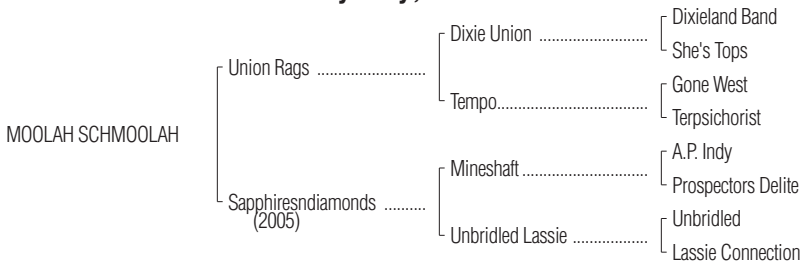 Dixieland Band
Dixie Union ........................
She's Tops
Union Rags ........................
Gone West
Tempo..................................
Terpsichorist
MOOLAH SCHMOOLAH
A.P. Indy
Mineshaft ............................
Prospectors Delite
Sapphiresndiamonds ..........
(2005)
Unbridled
Unbridled Lassie ..................
Lassie Connection